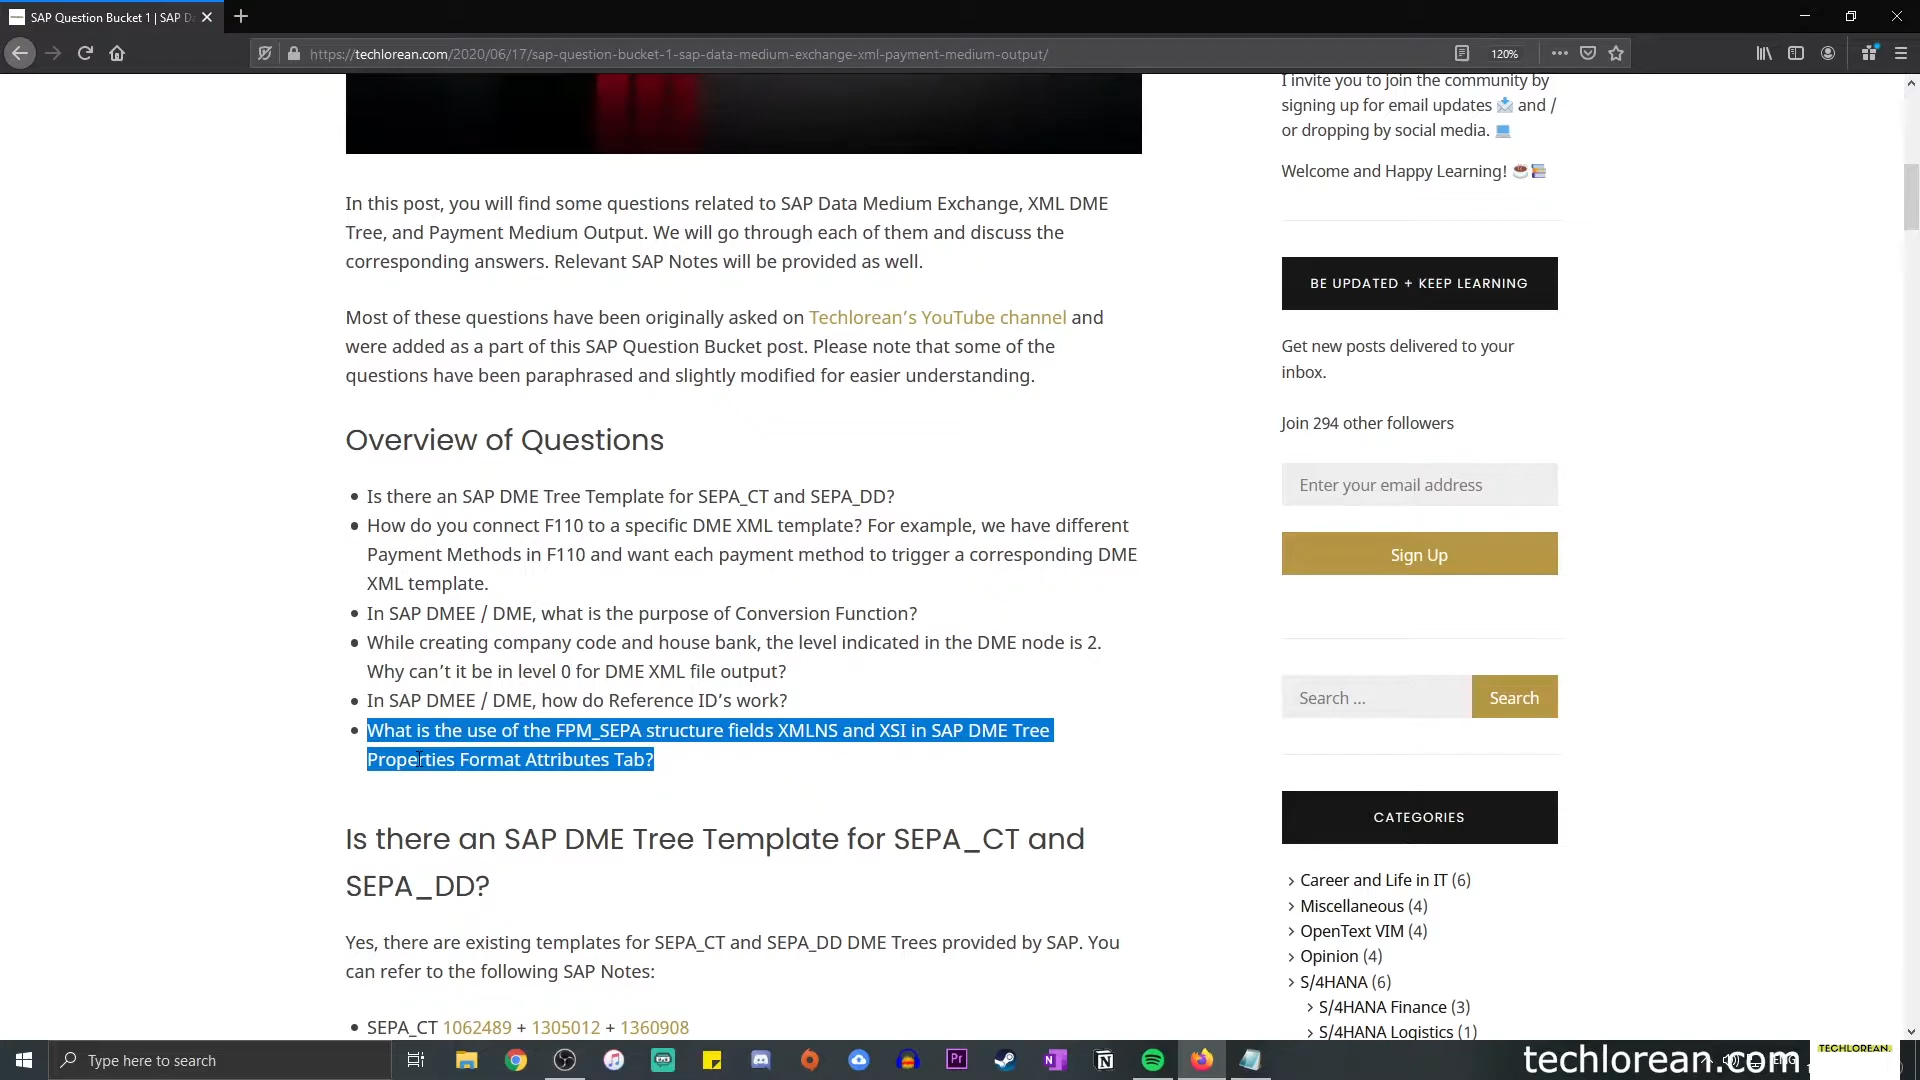 SAP Question Bucket 1 | SAP Da
https://techlorean.com/2020/06/17/sap-question-bucket-1-sap-data-medium-exchange-xml-payment-medium-output/
120%
In this post, you will find some questions related to SAP Data Medium Exchange, XML DME
Tree, and Payment Medium Output. We will go through each of them and discuss the
corresponding answers. Relevant SAP Notes will be provided as well.
Most of these questions have been originally asked on Techlorean’s YouTube channel and
were added as a part of this SAP Question Bucket post. Please note that some of the
questions have been paraphrased and slightly modified for easier understanding.
Overview of Questions
• Is there an SAP DME Tree Template for SEPA_CT and SEPA_DD?
• How do you connect F110 to a specific DME XML template? For example, we have different
Payment Methods in F110 and want each payment method to trigger a corresponding DME
XML template.
• In SAP DMEE / DME, what is the purpose of Conversion Function?
• While creating company code and house bank, the level indicated in the DME node is 2.
Why can’t it be in level 0 for DME XML file output?
• In SAP DMEE / DME, how do Reference ID’s work?
• What is the use of the FPM_SEPA structure fields XMLNS and XSI in SAP DME Tree
Properties Format Attributes Tab?
Is there an SAP DME Tree Template for SEPA_CT and
SEPA_DD?
Yes, there are existing templates for SEPA_CT and SEPA_DD DME Trees provided by SAP. You
can refer to the following SAP Notes:
• SEPA_CT 1062489 + 1305012 + 1360908
I invite you to join the community by
signing up for email updates 📩 and /
or dropping by social media. 💻
Welcome and Happy Learning! ☕📚
BE UPDATED + KEEP LEARNING
Get new posts delivered to your
inbox.
Join 294 other followers
Enter your email address
Sign Up
Search …
Search
CATEGORIES
> Career and Life in IT (6)
> Miscellaneous (4)
> OpenText VIM (4)
> Opinion (4)
> S/4HANA (6)
> S/4HANA Finance (3)
> S/4HANA Logistics (1)
Type here to search
Pr
techlorean.com
TECHLOREAN.